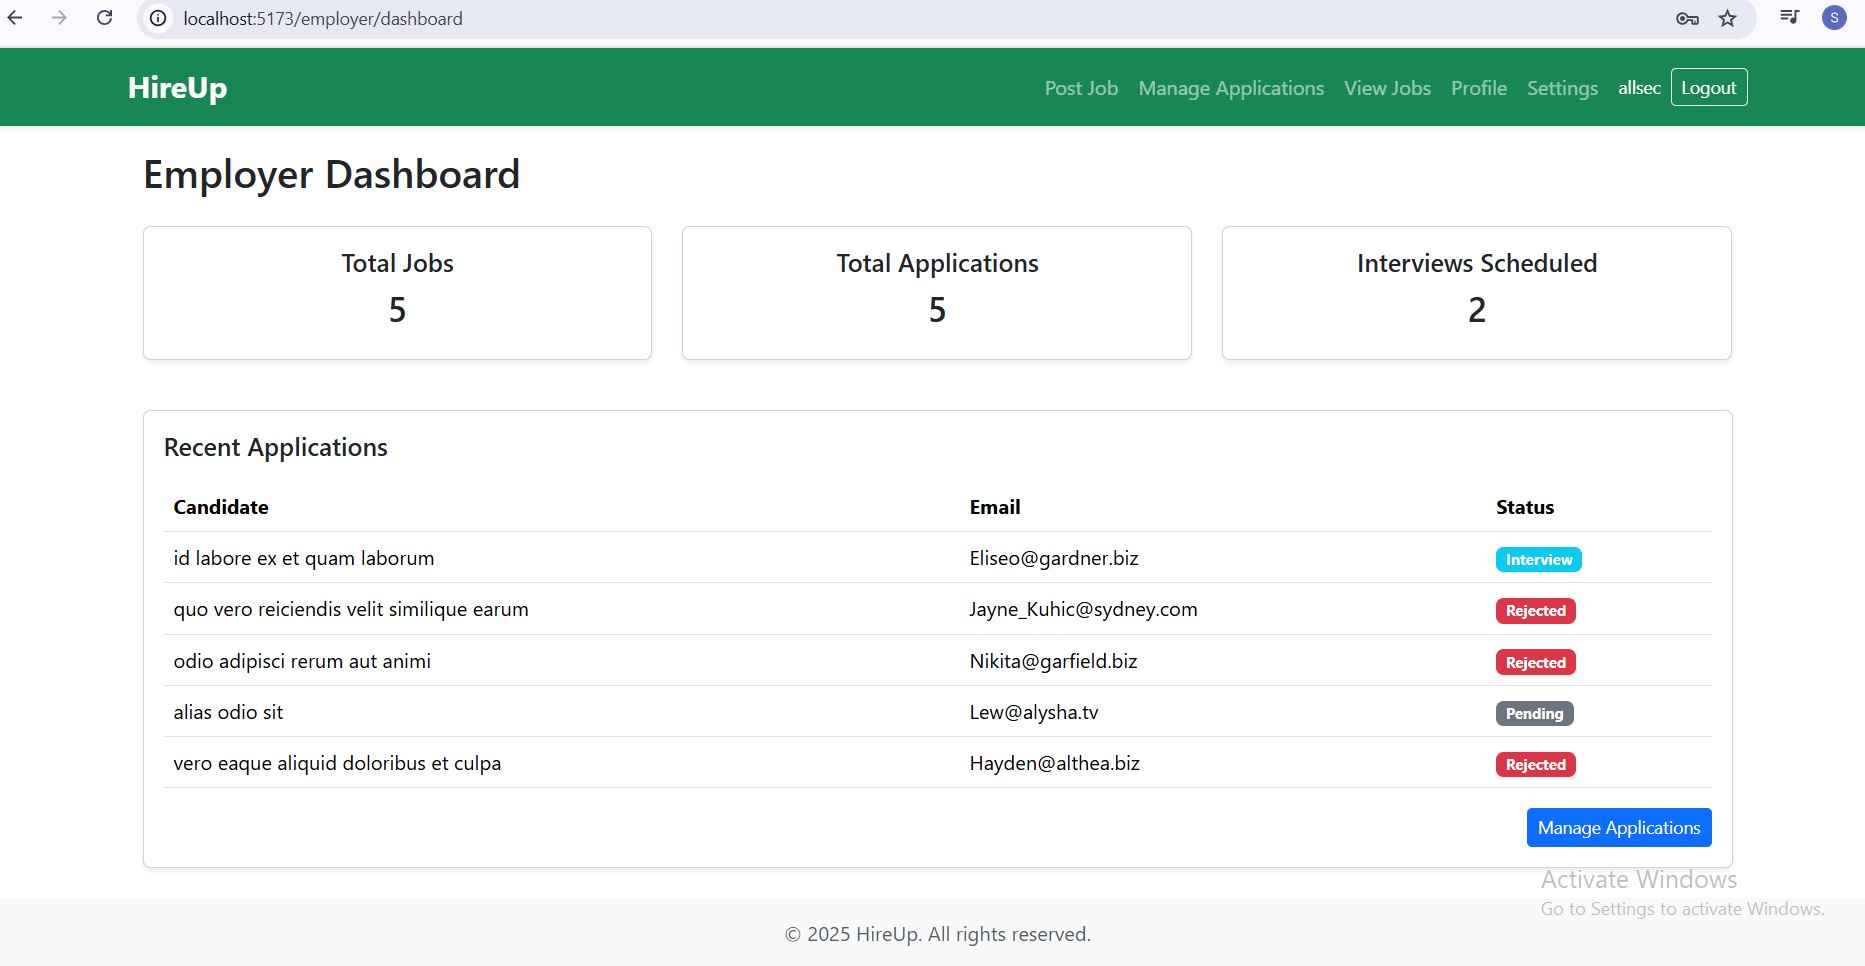 localhost:5173/employer/dashboard
S
HireUp
Post Job Manage Applications View Jobs Profile Settings allsec Logout
Employer Dashboard
Total Jobs Total Applications Interviews Scheduled
5 5 2
Recent Applications
Candidate Email Status
id labore ex et quam laborum Eliseo@gardner.biz Interview
quo vero reiciendis velit similique earum Jayne_Kuhic@sydney.com Rejected
odio adipisci rerum aut animi Nikita@garfield.biz Rejected
alias odio sit Lew@alysha.tv Pending
vero eaque aliquid doloribus et culpa Hayden@althea.biz Rejected
Manage Applications
Activate Windows
Go to Settings to activate Windows.
© 2025 HireUp. All rights reserved.